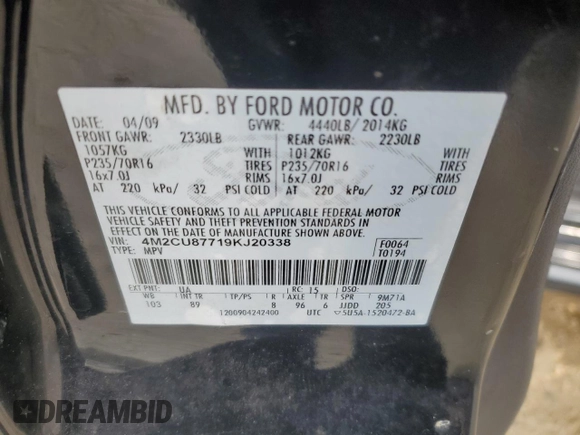 MFD. BY FORD MOTOR CO.
DATE: 04/09 GVWR: 4440LB/ 2014KG
FRONT GAWR: 2330LB REAR GAWR: 2230LB
1057KG WITH 1012KG WITH
P235/70R16 TIRES P235/70R16 TIRES
16x7.0J RIMS 16x7.0J RIMS
AT 220 kPa/ 32 PSI COLD AT 220 kPa/ 32 PSI COLD
THIS VEHICLE CONFORMS TO ALL APPLICABLE FEDERAL MOTOR
VEHICLE SAFETY AND THEFT PREVENTION STANDARDS IN
EFFECT ON THE DATE OF MANUFACTURE SHOWN ABOVE.
VIN: 4M2CU87719KJ20338 F0064
TYPE: MPV T0194
EXT PNT: UA RC: 15 DSO:
WB INT TR TP/PS R AXLE TR SPR 9M71A
103 89 8 96 6 JJDD 205
1200904242400 UTC 5U5A-1520472-BA
DREAMBID